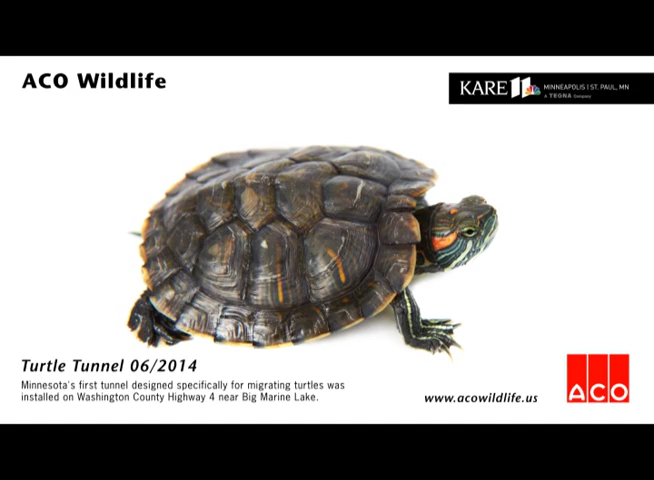 ACO Wildlife
KARE 11 MINNEAPOLIS | ST. PAUL, MN
A TEGNA Company
Turtle Tunnel 06/2014
Minnesota's first tunnel designed specifically for migrating turtles was
installed on Washington County Highway 4 near Big Marine Lake.
www.acowildlife.us
ACO